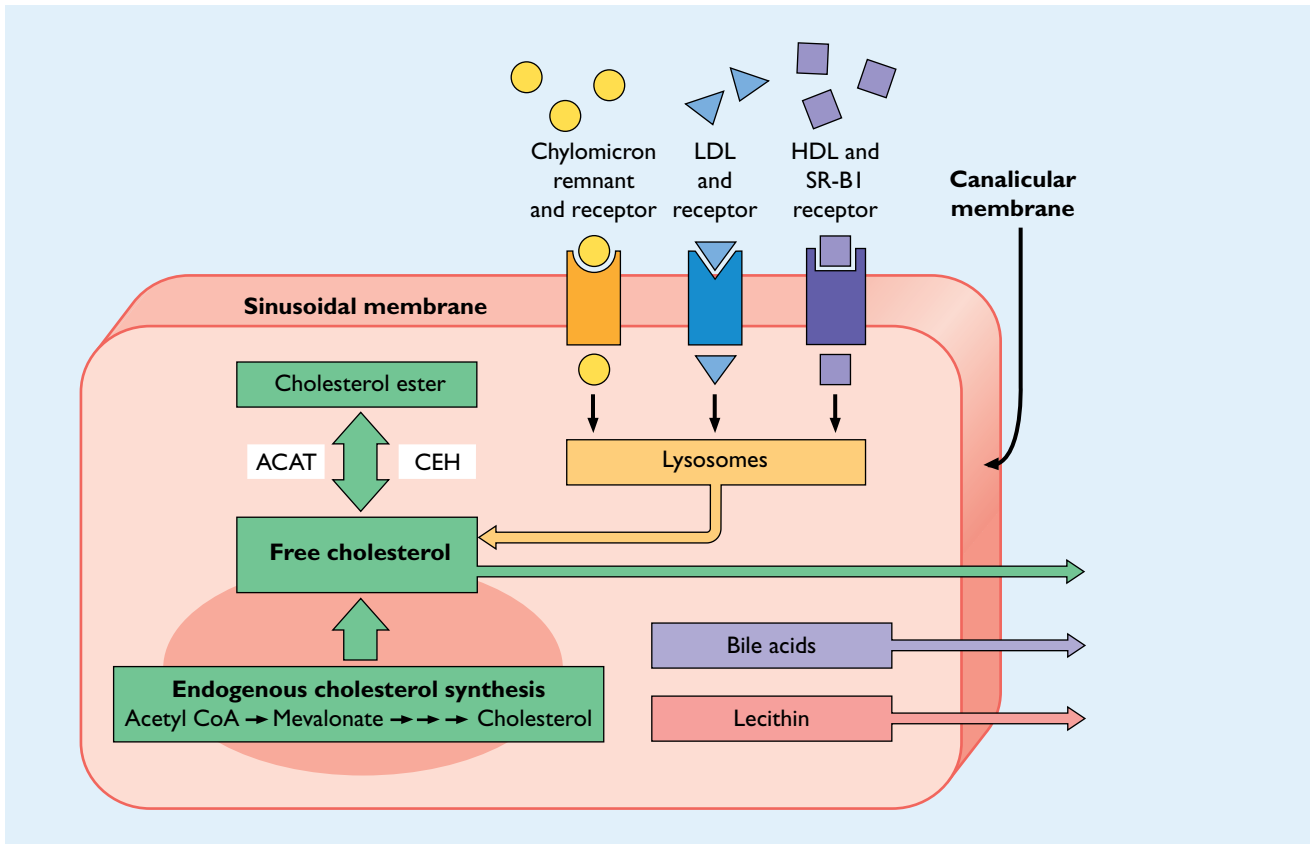 Chylomicron
remnant
and receptor
LDL
and
receptor
HDL and
SR-B1
receptor
Canalicular
membrane
Sinusoidal membrane
Cholesterol ester
ACAT
CEH
Lysosomes
Free cholesterol
Bile acids
Endogenous cholesterol synthesis
Acetyl CoA → Mevalonate → → → Cholesterol
Lecithin